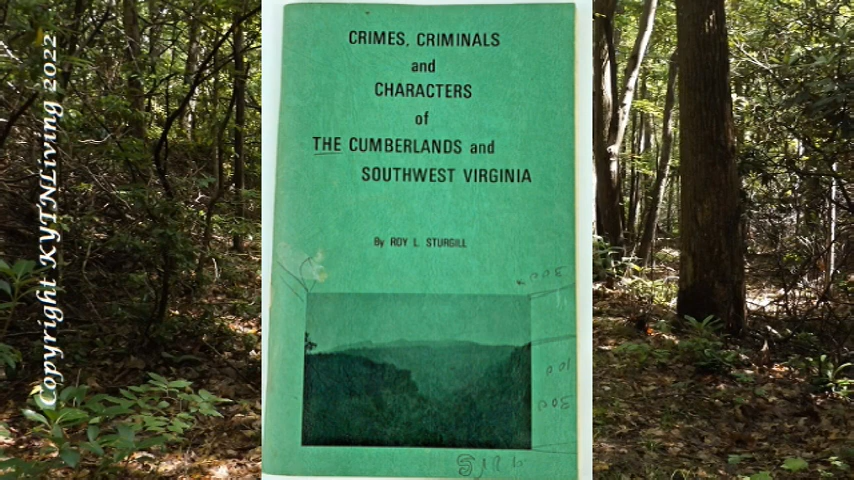 Copyright KYTNLiving 2022
CRIMES, CRIMINALS
and
CHARACTERS
of
THE CUMBERLANDS and
SOUTHWEST VIRGINIA
By ROY L. STURGILL